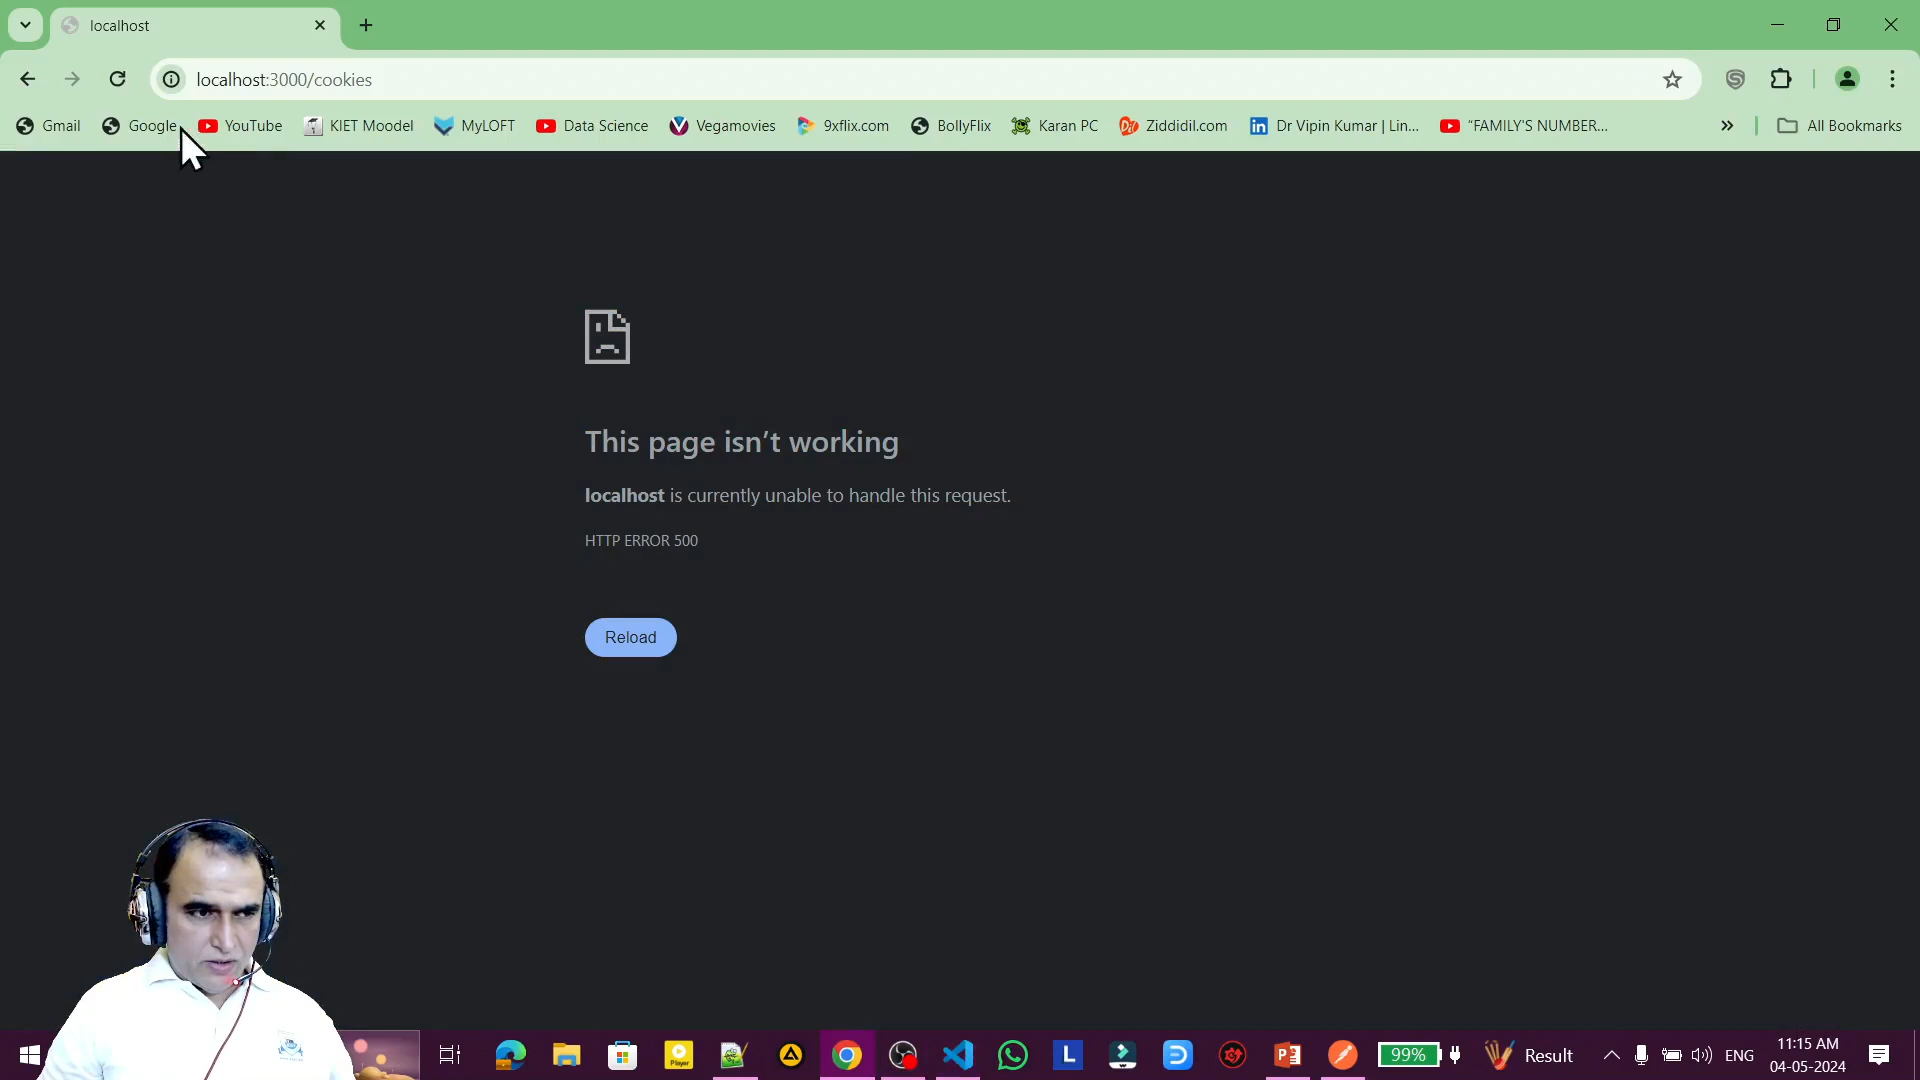 localhost
localhost:3000/cookies
Gmail
Google
YouTube
KIET Moodel
MyLOFT
Data Science
Vegamovies
9xflix.com
BollyFlix
Karan PC
Ziddidil.com
Dr Vipin Kumar | Lin...
“FAMILY'S NUMBER...
All Bookmarks
This page isn’t working
localhost is currently unable to handle this request.
HTTP ERROR 500
Reload
99%
Result
ENG
11:15 AM
04-05-2024